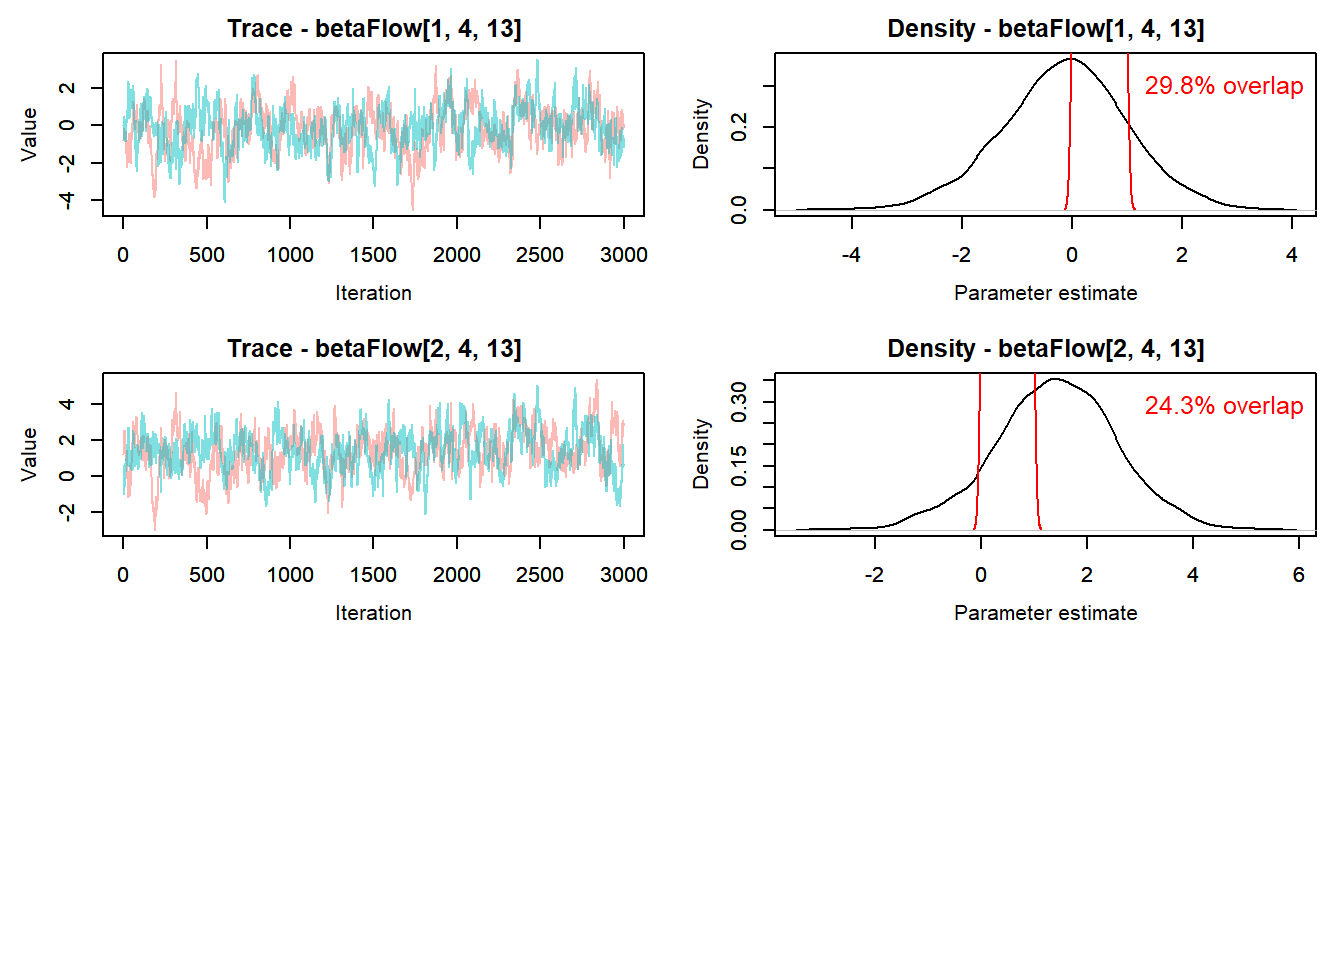 Trace - betaFlow[1, 4, 13]
Value
2
0
-2
-4
0 500 1000 1500 2000 2500 3000
Iteration
Density - betaFlow[1, 4, 13]
29.8% overlap
Density
0.2
0.0
-4 -2 0 2 4
Parameter estimate
Trace - betaFlow[2, 4, 13]
Value
4
2
0
-2
0 500 1000 1500 2000 2500 3000
Iteration
Density - betaFlow[2, 4, 13]
24.3% overlap
Density
0.30
0.15
0.00
-2 0 2 4 6
Parameter estimate